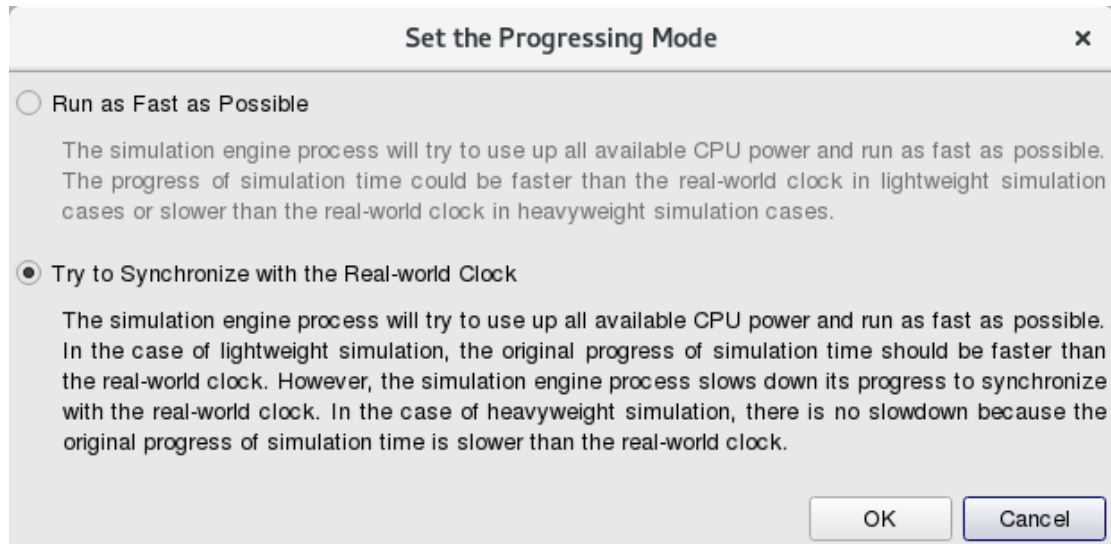 Set the Progressing Mode
Run as Fast as Possible
The simulation engine process will try to use up all available CPU power and run as fast as possible.
The progress of simulation time could be faster than the real-world clock in lightweight simulation
cases or slower than the real-world clock in heavyweight simulation cases.
Try to Synchronize with the Real-world Clock
The simulation engine process will try to use up all available CPU power and run as fast as possible.
In the case of lightweight simulation, the original progress of simulation time should be faster than
the real-world clock. However, the simulation engine process slows down its progress to synchronize
with the real-world clock. In the case of heavyweight simulation, there is no slowdown because the
original progress of simulation time is slower than the real-world clock.
OK Cancel